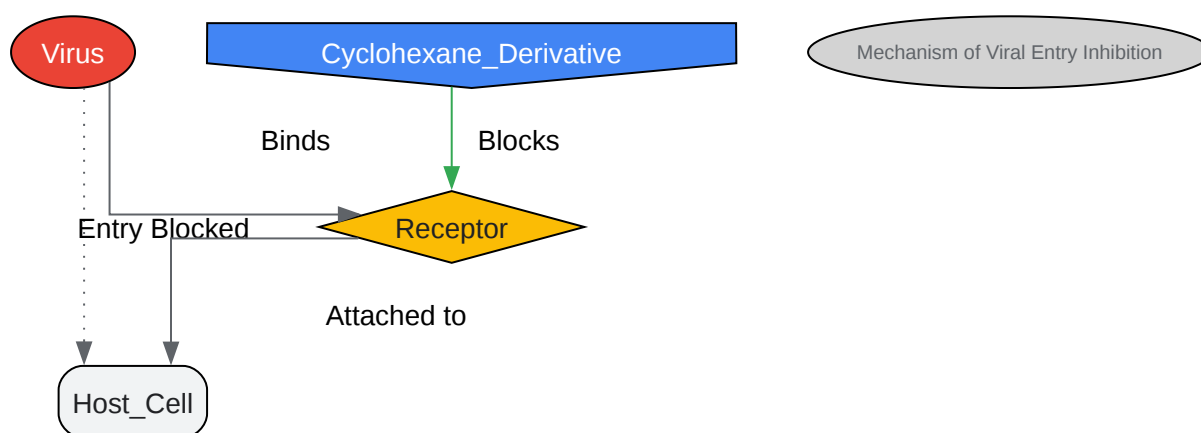 Virus
Cyclohexane_Derivative
Mechanism of Viral Entry Inhibition
Binds
Blocks
Entry Blocked
Receptor
Attached to
Host_Cell